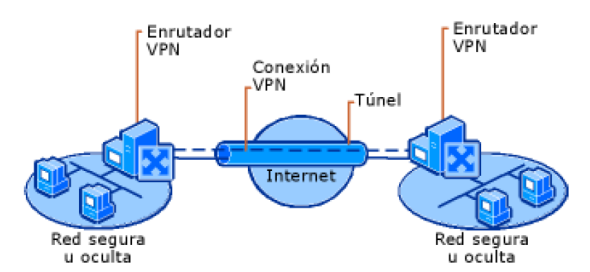 Enrutador
VPN
Enrutador
VPN
Conexión
VPN
Túnel
Internet
Red segura
u oculta
Red segura
u oculta